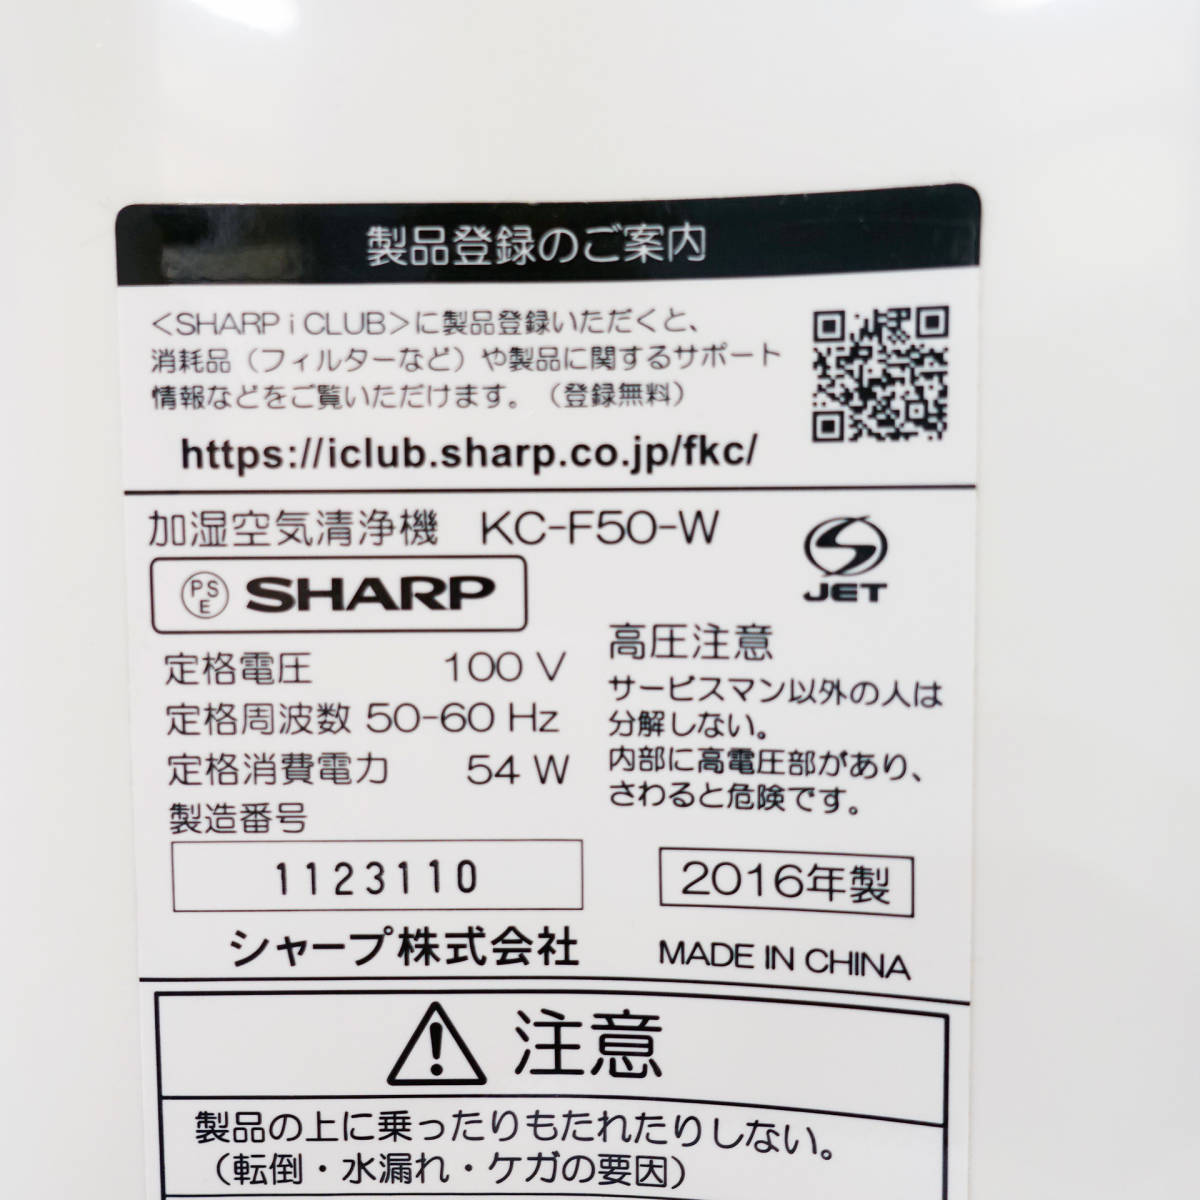 製品登録のご案内
<SHARP i CLUB>に製品登録いただくと、
消耗品（フィルターなど）や製品に関するサポート
情報などをご覧いただけます。（登録無料）
https://iclub.sharp.co.jp/fkc/
加湿空気清浄機 KC-F50-W
JET
PSE SHARP
定格電圧 100 V
定格周波数 50-60 Hz
定格消費電力 54 W
製造番号
1123110
シャープ株式会社
高圧注意
サービスマン以外の人は
分解しない。
内部に高電圧部があり、
さわると危険です。
2016年製
MADE IN CHINA
注意
製品の上に乗ったりもたれたりしない。
（転倒・水漏れ・ケガの要因）